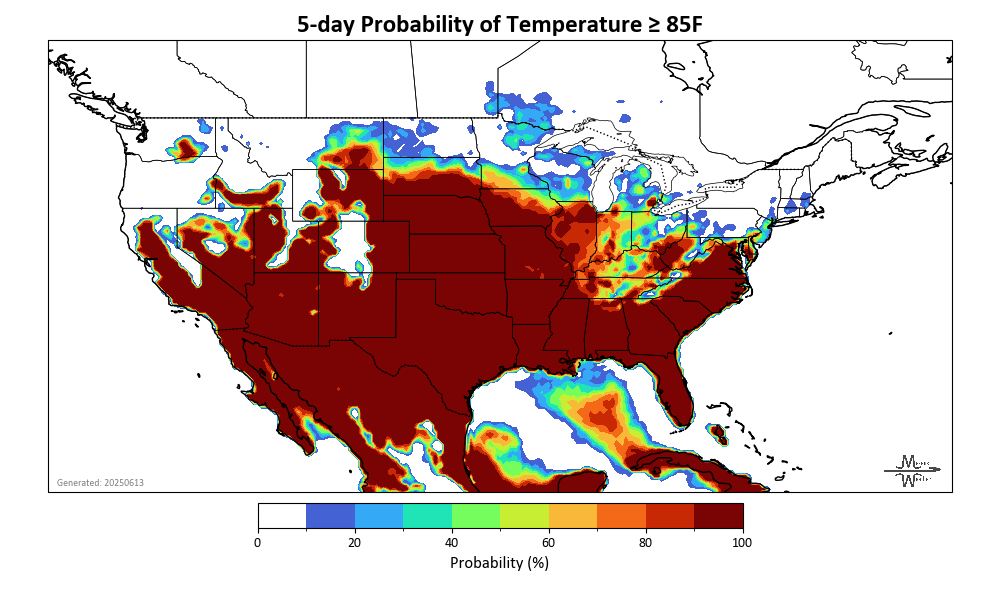 5-day Probability of Temperature ≥ 85F
Generated: 20250613
0 20 40 60 80 100
Probability (%)